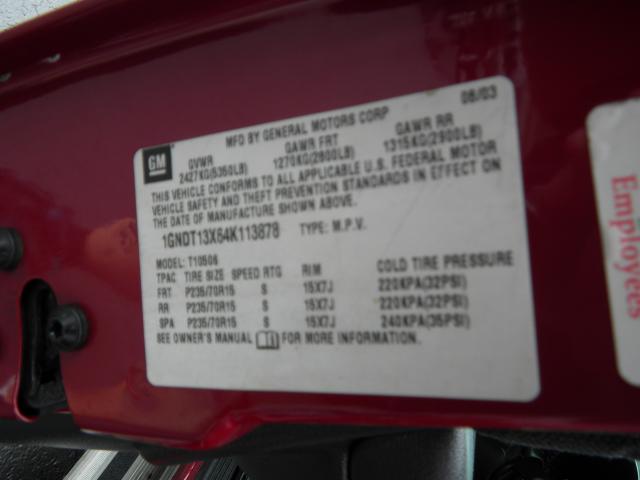 MFD BY GENERAL MOTORS CORP 08/03
GM
GVWR GAWR FRT GAWR RR
2427KG(5350LB) 1270KG(2800LB) 1315KG(2900LB)
THIS VEHICLE CONFORMS TO ALL APPLICABLE U.S. FEDERAL MOTOR
VEHICLE SAFETY AND THEFT PREVENTION STANDARDS IN EFFECT ON
THE DATE OF MANUFACTURE SHOWN ABOVE.
1GNDT13X64K113878 TYPE: M.P.V.
MODEL: T10506
TPAC TIRE SIZE SPEED RTG RIM COLD TIRE PRESSURE
FRT P235/70R15 S 15X7J 220KPA(32PSI)
RR P235/70R15 S 15X7J 220KPA(32PSI)
SPA P235/70R15 S 15X7J 240KPA(35PSI)
SEE OWNER'S MANUAL FOR MORE INFORMATION.
Employees